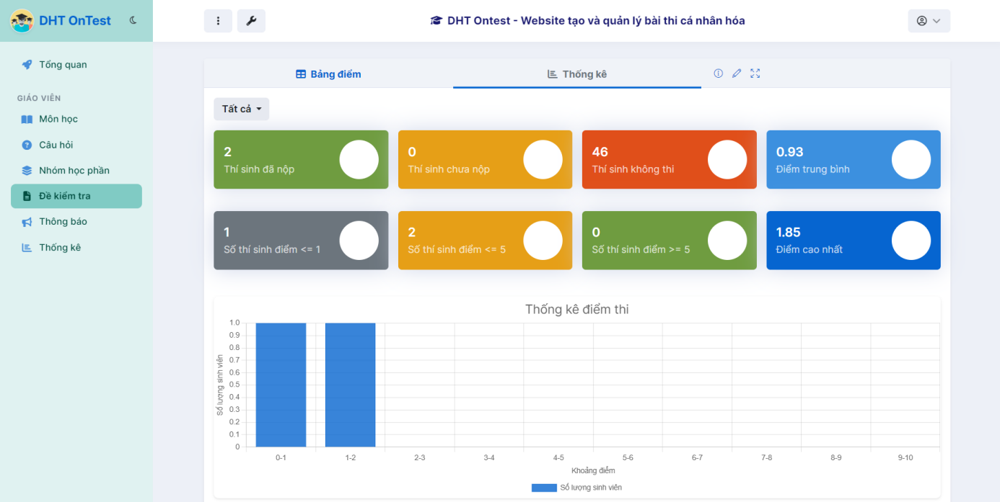 DHT OnTest
DHT Ontest - Website tạo và quản lý bài thi cá nhân hóa
Tổng quan
GIÁO VIÊN
Môn học
Câu hỏi
Nhóm học phần
Đề kiểm tra
Thông báo
Thống kê
Bảng điểm
Thống kê
Tất cả
2
Thí sinh đã nộp
0
Thí sinh chưa nộp
46
Thí sinh không thi
0.93
Điểm trung bình
1
Số thí sinh điểm <= 1
2
Số thí sinh điểm <= 5
0
Số thí sinh điểm >= 5
1.85
Điểm cao nhất
Thống kê điểm thi
Số lượng sinh viên
1.0
0.9
0.8
0.7
0.6
0.5
0.4
0.3
0.2
0.1
0
0-1 1-2 2-3 3-4 4-5 5-6 6-7 7-8 8-9 9-10
Khoảng điểm
Số lượng sinh viên